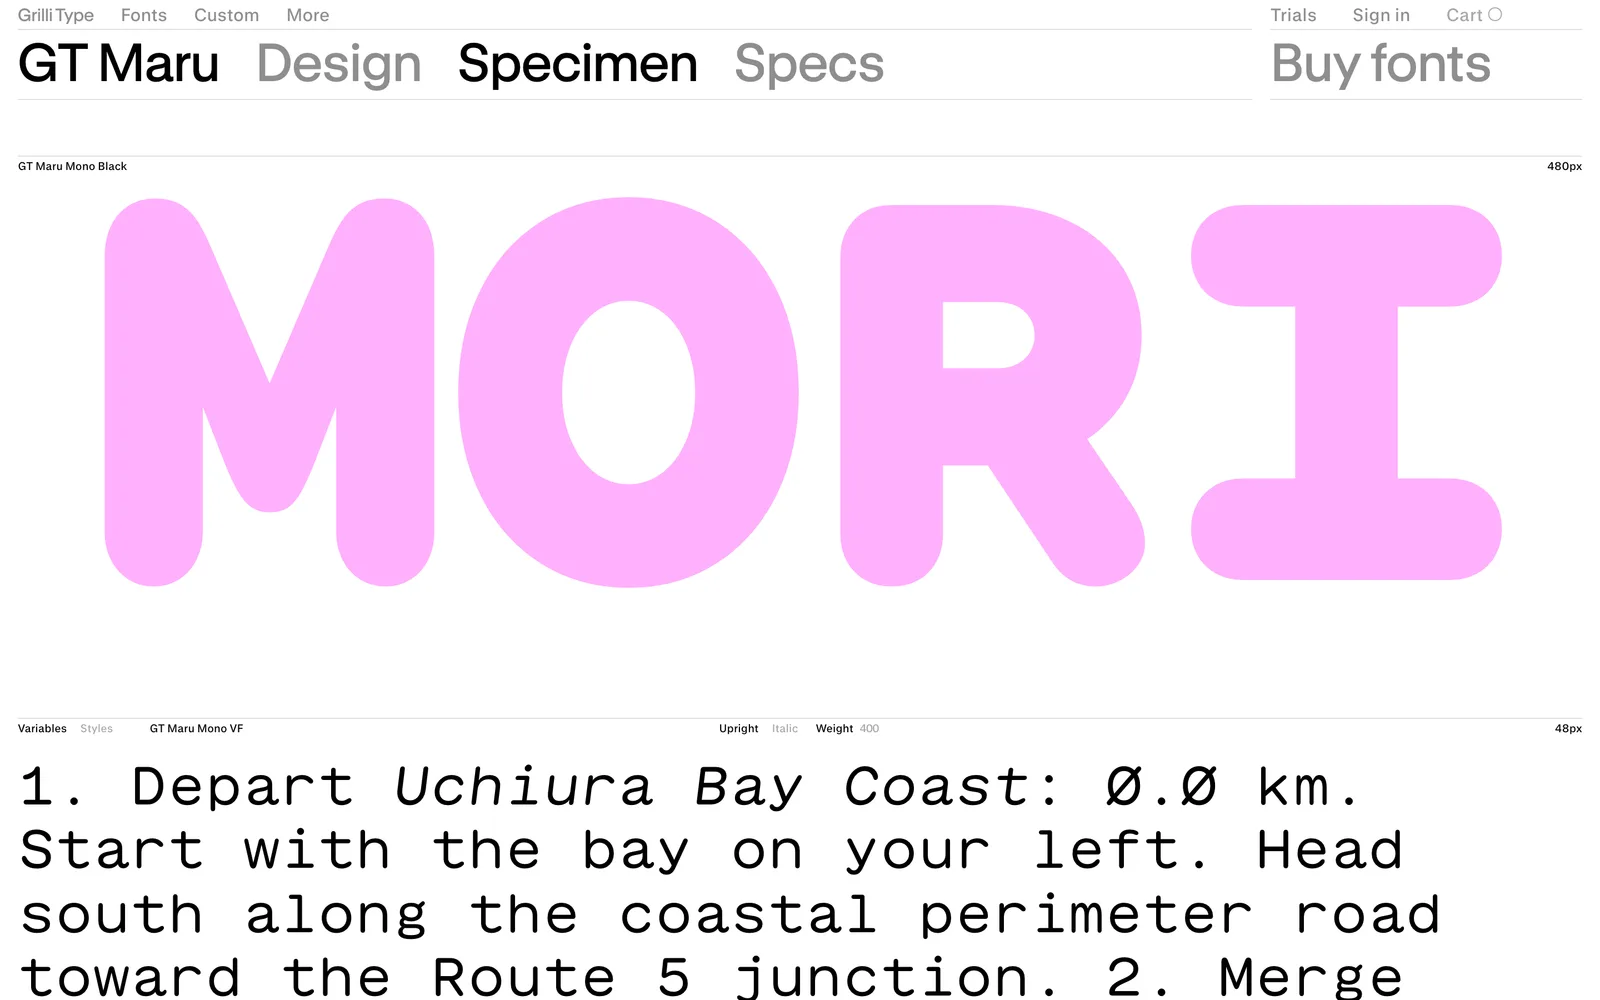 Grilli Type Fonts Custom More Trials Sign in Cart
GT Maru Design Specimen Specs Buy fonts
GT Maru Mono Black 480px
MORI
Variables Styles GT Maru Mono VF Upright Italic Weight 400 48px
1. Depart Uchiura Bay Coast: 0.0 km.
Start with the bay on your left. Head
south along the coastal perimeter road
toward the Route 5 junction. 2. Merge